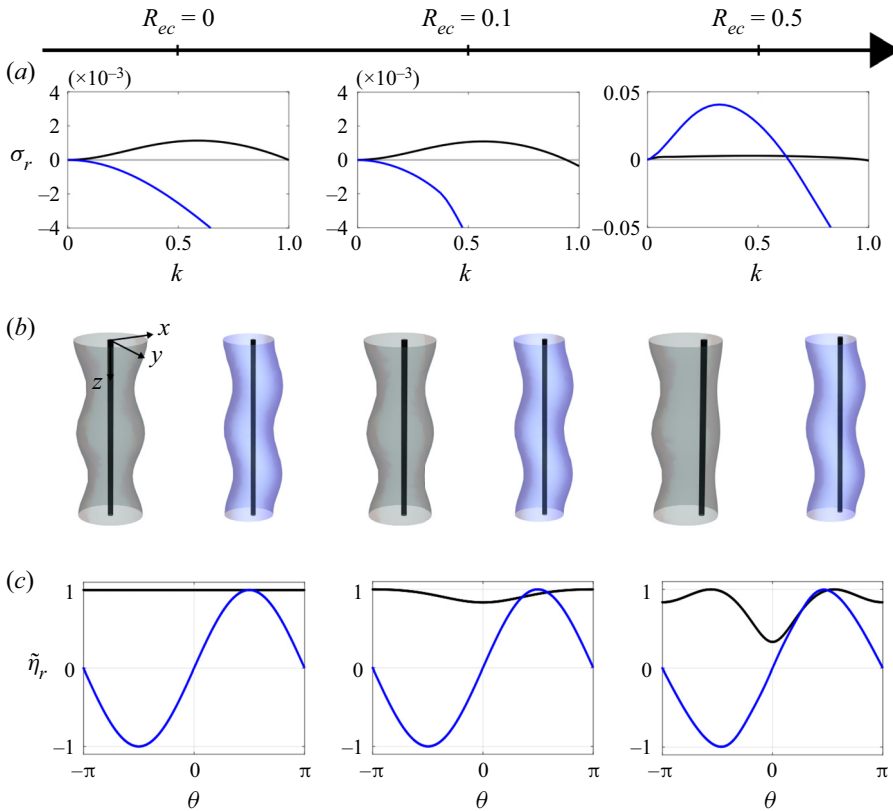 R_ec = 0 R_ec = 0.1 R_ec = 0.5
(a) (×10⁻³) (×10⁻³)
4 4 0.05
2 2
σ_r 0 0 0
−2 −2
−4 −4 −0.05
0 0.5 1.0 0 0.5 1.0 0 0.5 1.0
k k k
(b)
x
y
z
(c)
1 1 1
η̃_r 0 0 0
−1 −1 −1
−π 0 π −π 0 π −π 0 π
θ θ θ